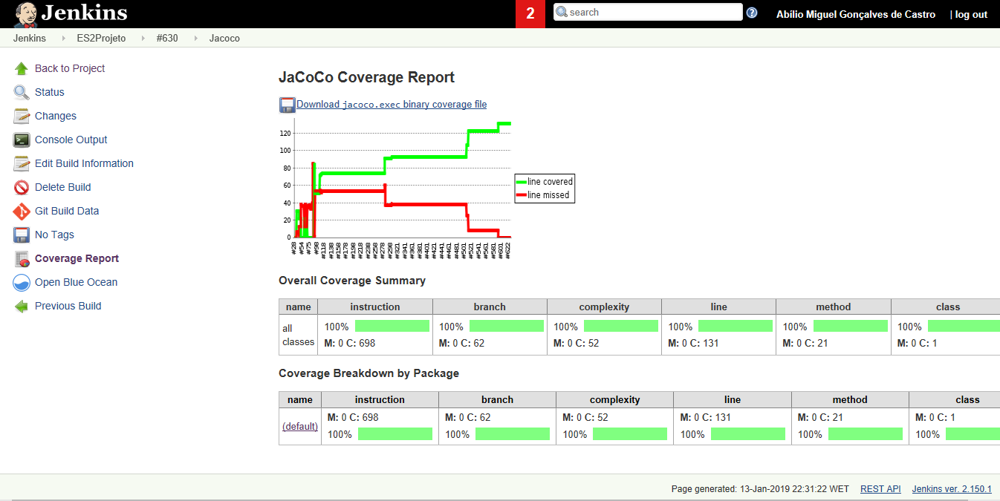 Jenkins
2
search
?
Abílio Miguel Gonçalves de Castro | log out
Jenkins ES2Projeto #630 Jacoco
Back to Project
Status
Changes
Console Output
Edit Build Information
Delete Build
Git Build Data
No Tags
Coverage Report
Open Blue Ocean
Previous Build
JaCoCo Coverage Report
Download jacoco.exec binary coverage file
120
100
80
60
40
20
0
#28 #54 #75 #98 #118 #138 #158 #178 #198 #218 #238 #258 #278 #298 #321 #341 #361 #381 #401 #421 #441 #461 #481 #501 #521 #541 #561 #581 #601 #622
line covered
line missed
Overall Coverage Summary
name instruction branch complexity line method class
all classes
100% 100% 100% 100% 100% 100%
M: 0 C: 698 M: 0 C: 62 M: 0 C: 52 M: 0 C: 131 M: 0 C: 21 M: 0 C: 1
Coverage Breakdown by Package
name instruction branch complexity line method class
M: 0 C: 698 M: 0 C: 62 M: 0 C: 52 M: 0 C: 131 M: 0 C: 21 M: 0 C: 1
(default)
100% 100% 100% 100% 100% 100%
Page generated: 13-Jan-2019 22:31:22 WET REST API Jenkins ver. 2.150.1